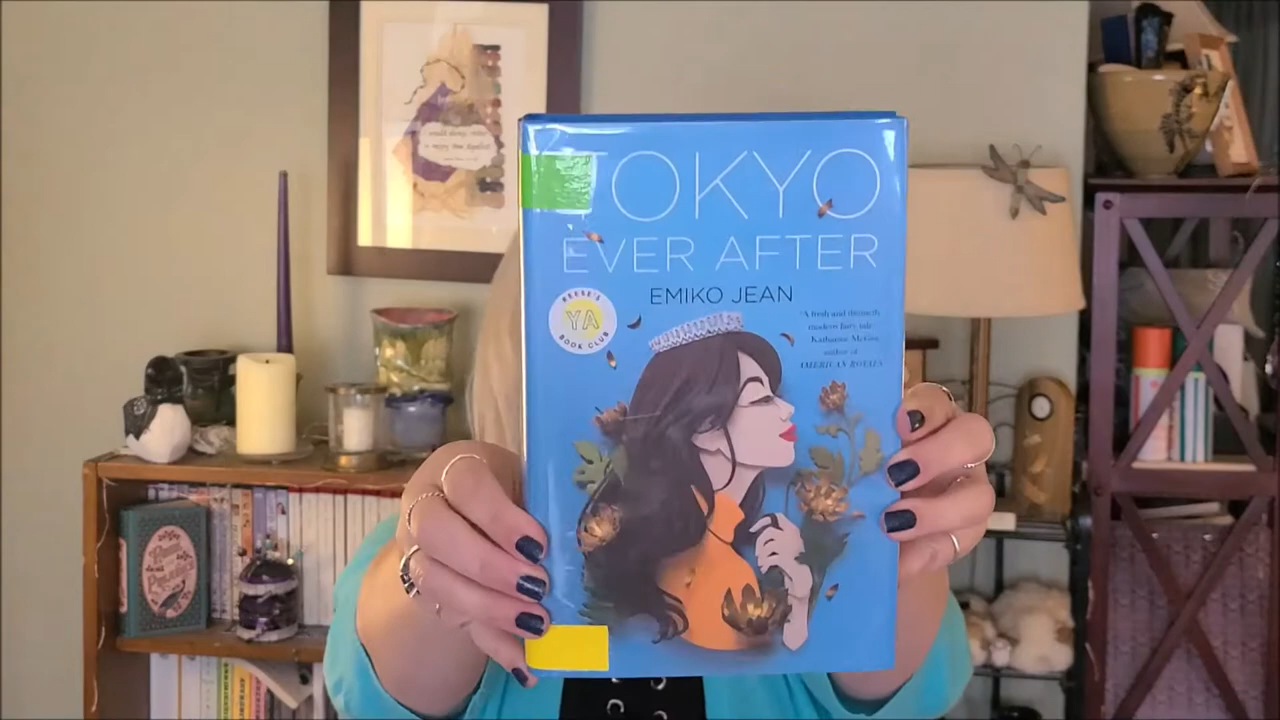 TOKYO
EVER AFTER
EMIKO JEAN
REESE'S
YA
BOOK CLUB
"A fresh and
modern fairy tale.
Katharine McGee,
author of
AMERICAN ROYALS